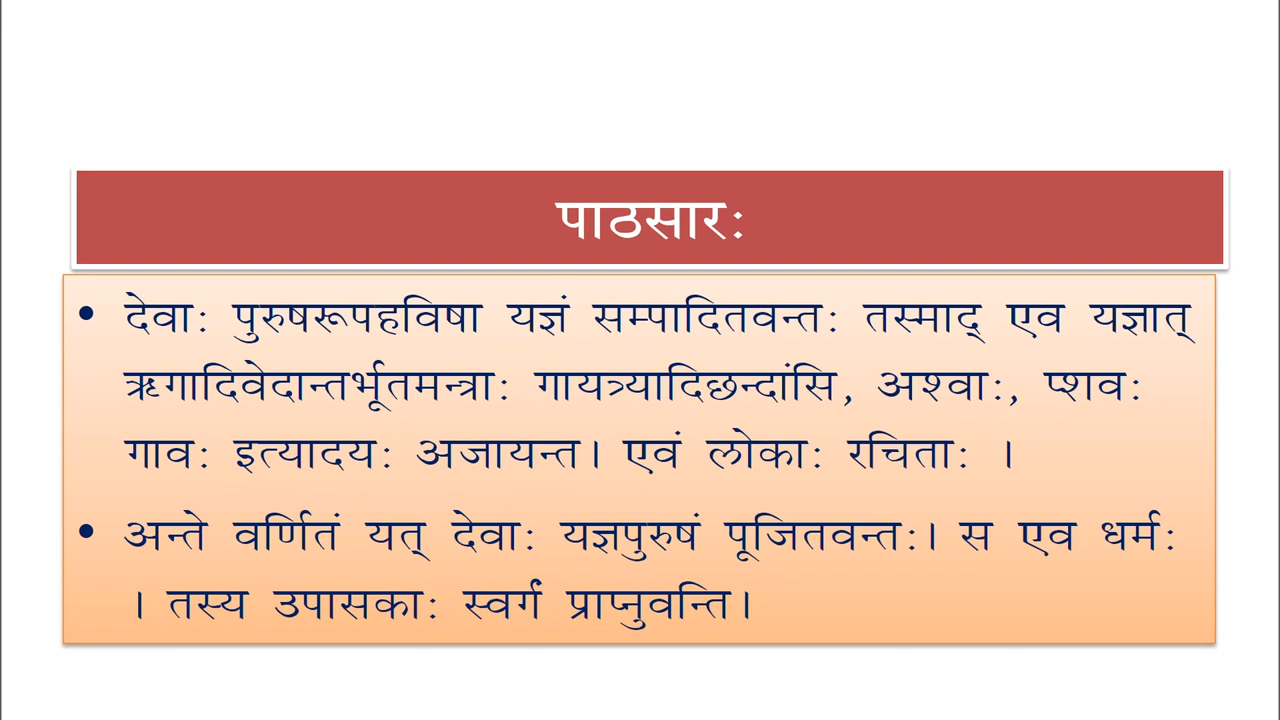 पाठसारः
• देवाः पुरुषरूपहविषा यज्ञं सम्पादितवन्तः तस्माद् एव यज्ञात्
ऋगादिवेदान्तर्भूतमन्त्राः गायत्र्यादिछन्दांसि, अश्वाः, प्शवः
गावः इत्यादयः अजायन्त। एवं लोकाः रचिताः ।
• अन्ते वर्णितं यत् देवाः यज्ञपुरुषं पूजितवन्तः। स एव धर्मः
। तस्य उपासकाः स्वर्गं प्राप्नुवन्ति।